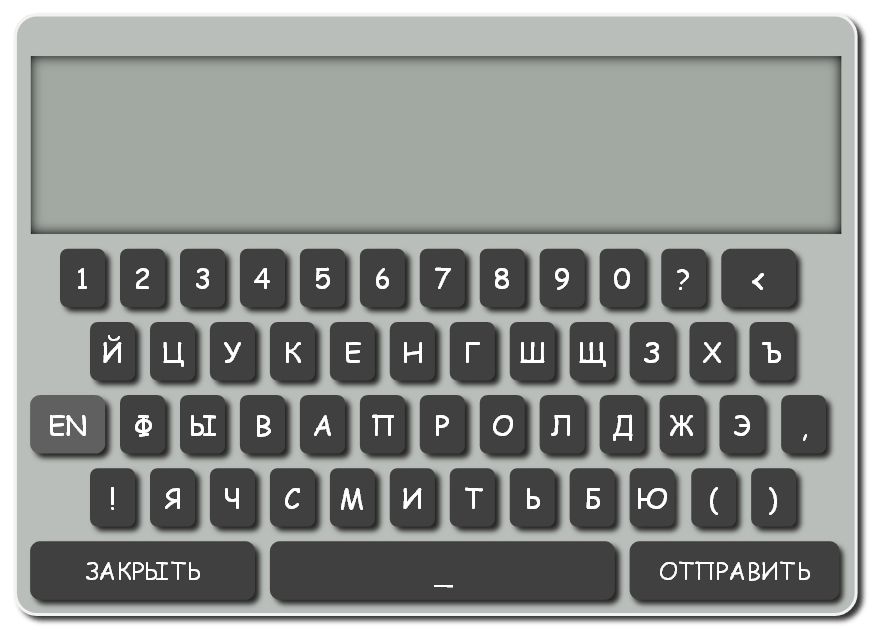 1 2 3 4 5 6 7 8 9 0 ? <
Й Ц У К Е Н Г Ш Щ З Х Ъ
EN Ф Ы В А П Р О Л Д Ж Э ,
! Я Ч С М И Т Ь Б Ю ( )
ЗАКРЫТЬ _ ОТПРАВИТЬ